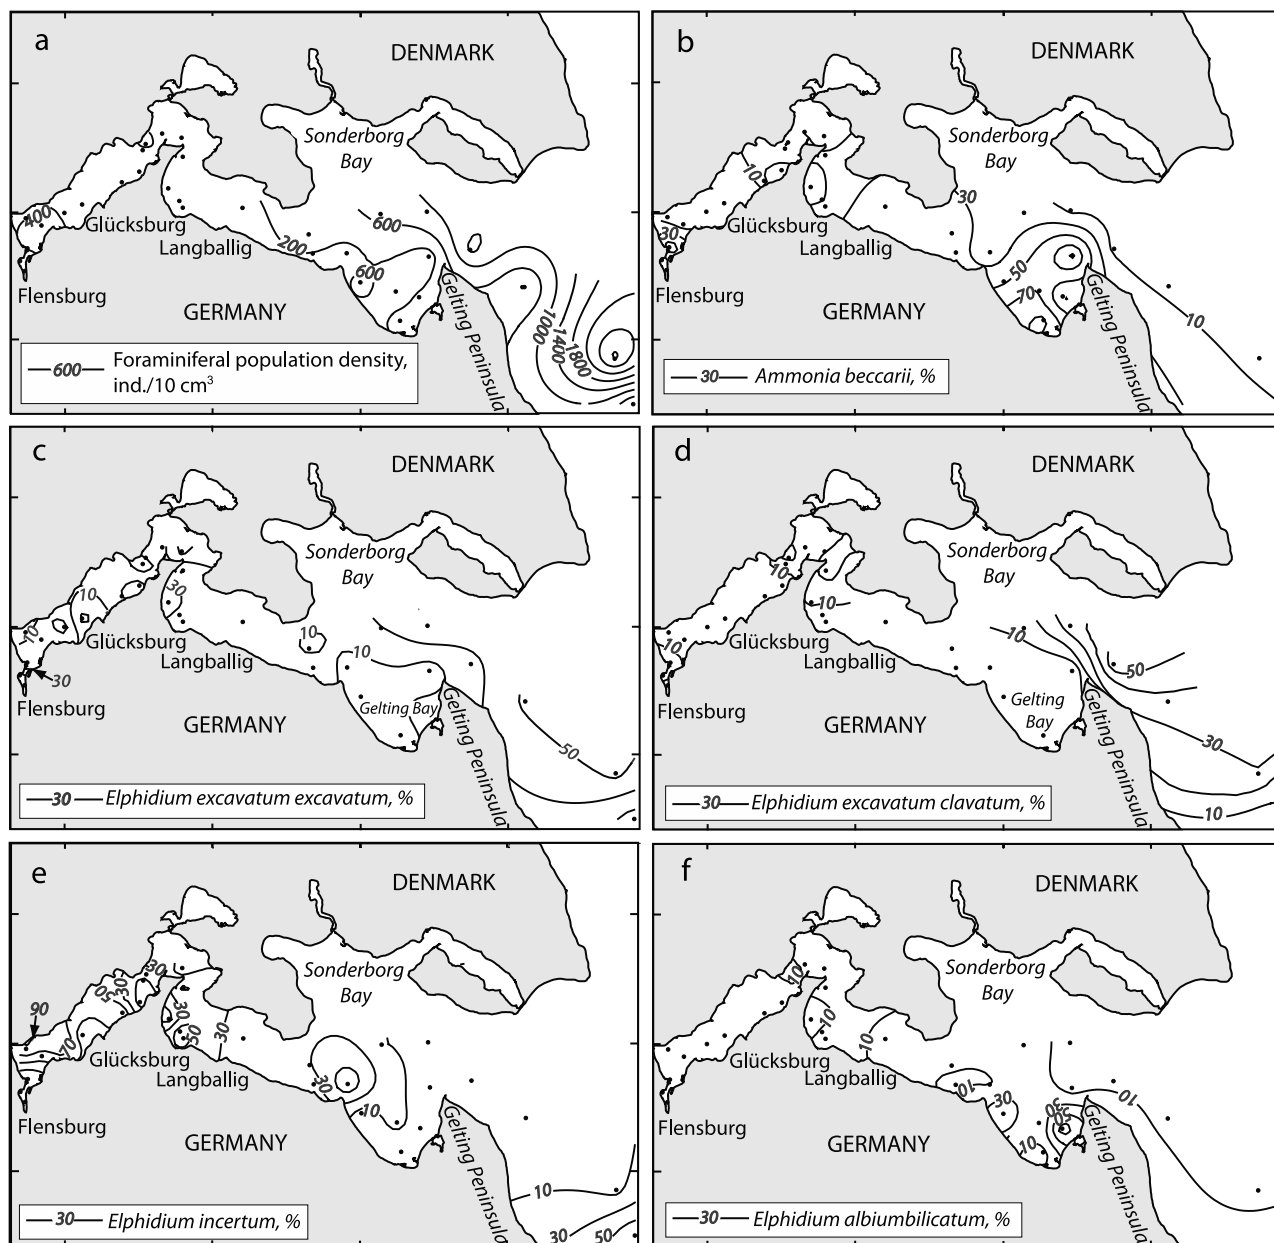 a
DENMARK
Sonderborg
Bay
400
Glücksburg
Langballig
200
600
600
Flensburg
GERMANY
Gelting Peninsula
1000
1400
1800
600 Foraminiferal population density,
ind./10 cm³
b
DENMARK
Sonderborg
Bay
10
30
30
Glücksburg
Langballig
50
70
10
Flensburg
GERMANY
Gelting Peninsula
30 Ammonia beccarii, %
c
DENMARK
Sonderborg
Bay
10
30
10
10
10
Glücksburg
Langballig
30
Flensburg
Gelting Bay
GERMANY
Gelting Peninsula
50
30 Elphidium excavatum excavatum, %
d
DENMARK
Sonderborg
Bay
10
10
10
10
Glücksburg
Langballig
50
Flensburg
Gelting
Bay
GERMANY
Gelting Peninsula
30
10
30 Elphidium excavatum clavatum, %
e
DENMARK
Sonderborg
Bay
30
30
50
90
70
30
50
30
Glücksburg
Langballig
30
10
Flensburg
GERMANY
Gelting Peninsula
10
30
50
30 Elphidium incertum, %
f
DENMARK
Sonderborg
Bay
10
10
10
Glücksburg
Langballig
10
30
30
50
10
10
Flensburg
GERMANY
Gelting Peninsula
30 Elphidium albiumbilicatum, %